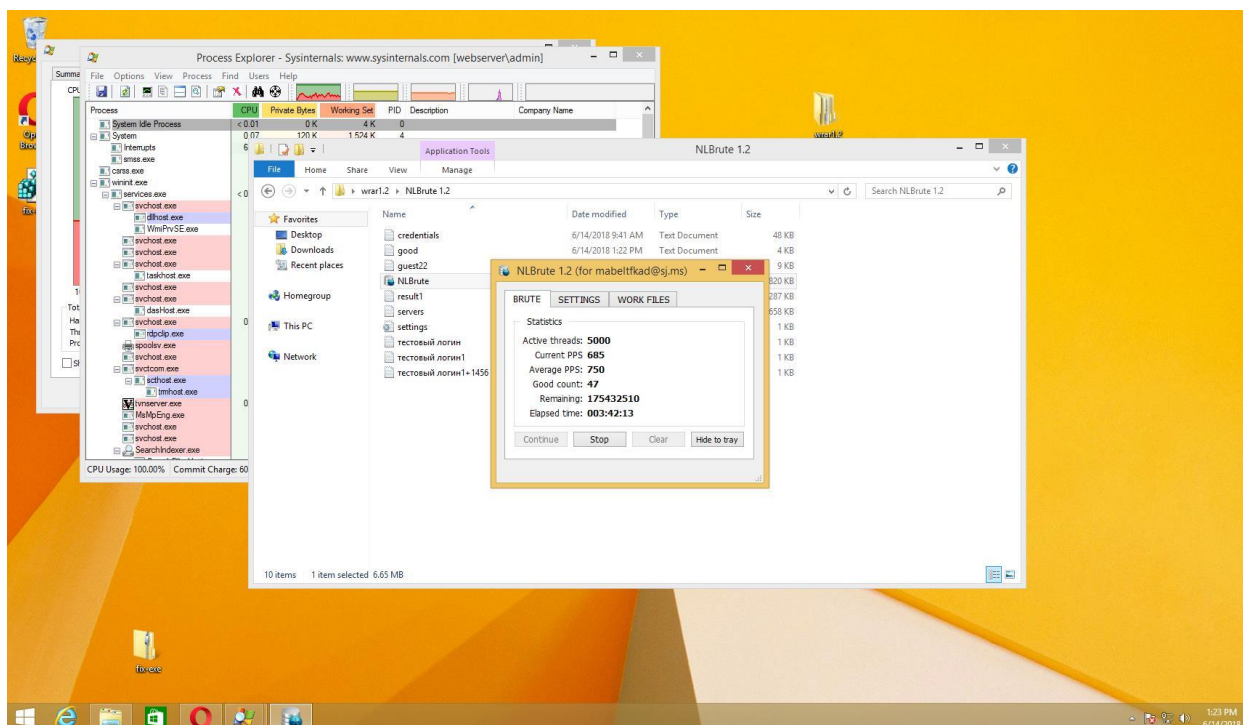 Process Explorer - Sysinternals: www.sysinternals.com [webserver\admin]
File Options View Process Find Users Help
Process CPU Private Bytes Working Set PID Description Company Name
System Idle Process < 0.01 0 K 4 K 0
System 0.07 120 K 1 524 K 4
Interrupts
smss.exe
csrss.exe
wininit.exe
services.exe
svchost.exe
dllhost.exe
WmiPrvSE.exe
svchost.exe
svchost.exe
svchost.exe
taskhost.exe
svchost.exe
svchost.exe
dasHost.exe
svchost.exe
rdpclip.exe
spoolsv.exe
svchost.exe
svctcom.exe
scthost.exe
tmhost.exe
tvnserver.exe
MsMpEng.exe
svchost.exe
svchost.exe
SearchIndexer.exe
CPU Usage: 100.00% Commit Charge: 60
Application Tools NLBrute 1.2
File Home Share View Manage
wrar1.2 NLBrute 1.2 Search NLBrute 1.2
Favorites
Desktop
Downloads
Recent places
Homegroup
This PC
Network
Name Date modified Type Size
credentials 6/14/2018 9:41 AM Text Document 48 KB
good 6/14/2018 1:22 PM Text Document 4 KB
guest22 9 KB
NLBrute 820 KB
result1 287 KB
servers 658 KB
settings 1 KB
тестовый логин 1 KB
тестовый логин1 1 KB
тестовый логин1+1456 1 KB
NLBrute 1.2 (for mabeltfkad@sj.ms)
BRUTE SETTINGS WORK FILES
Statistics
Active threads: 5000
Current PPS 685
Average PPS: 750
Good count: 47
Remaining: 175432510
Elapsed time: 003:42:13
Continue Stop Clear Hide to tray
10 items 1 item selected 6.65 MB
fix-exe
1:23 PM
6/14/2018